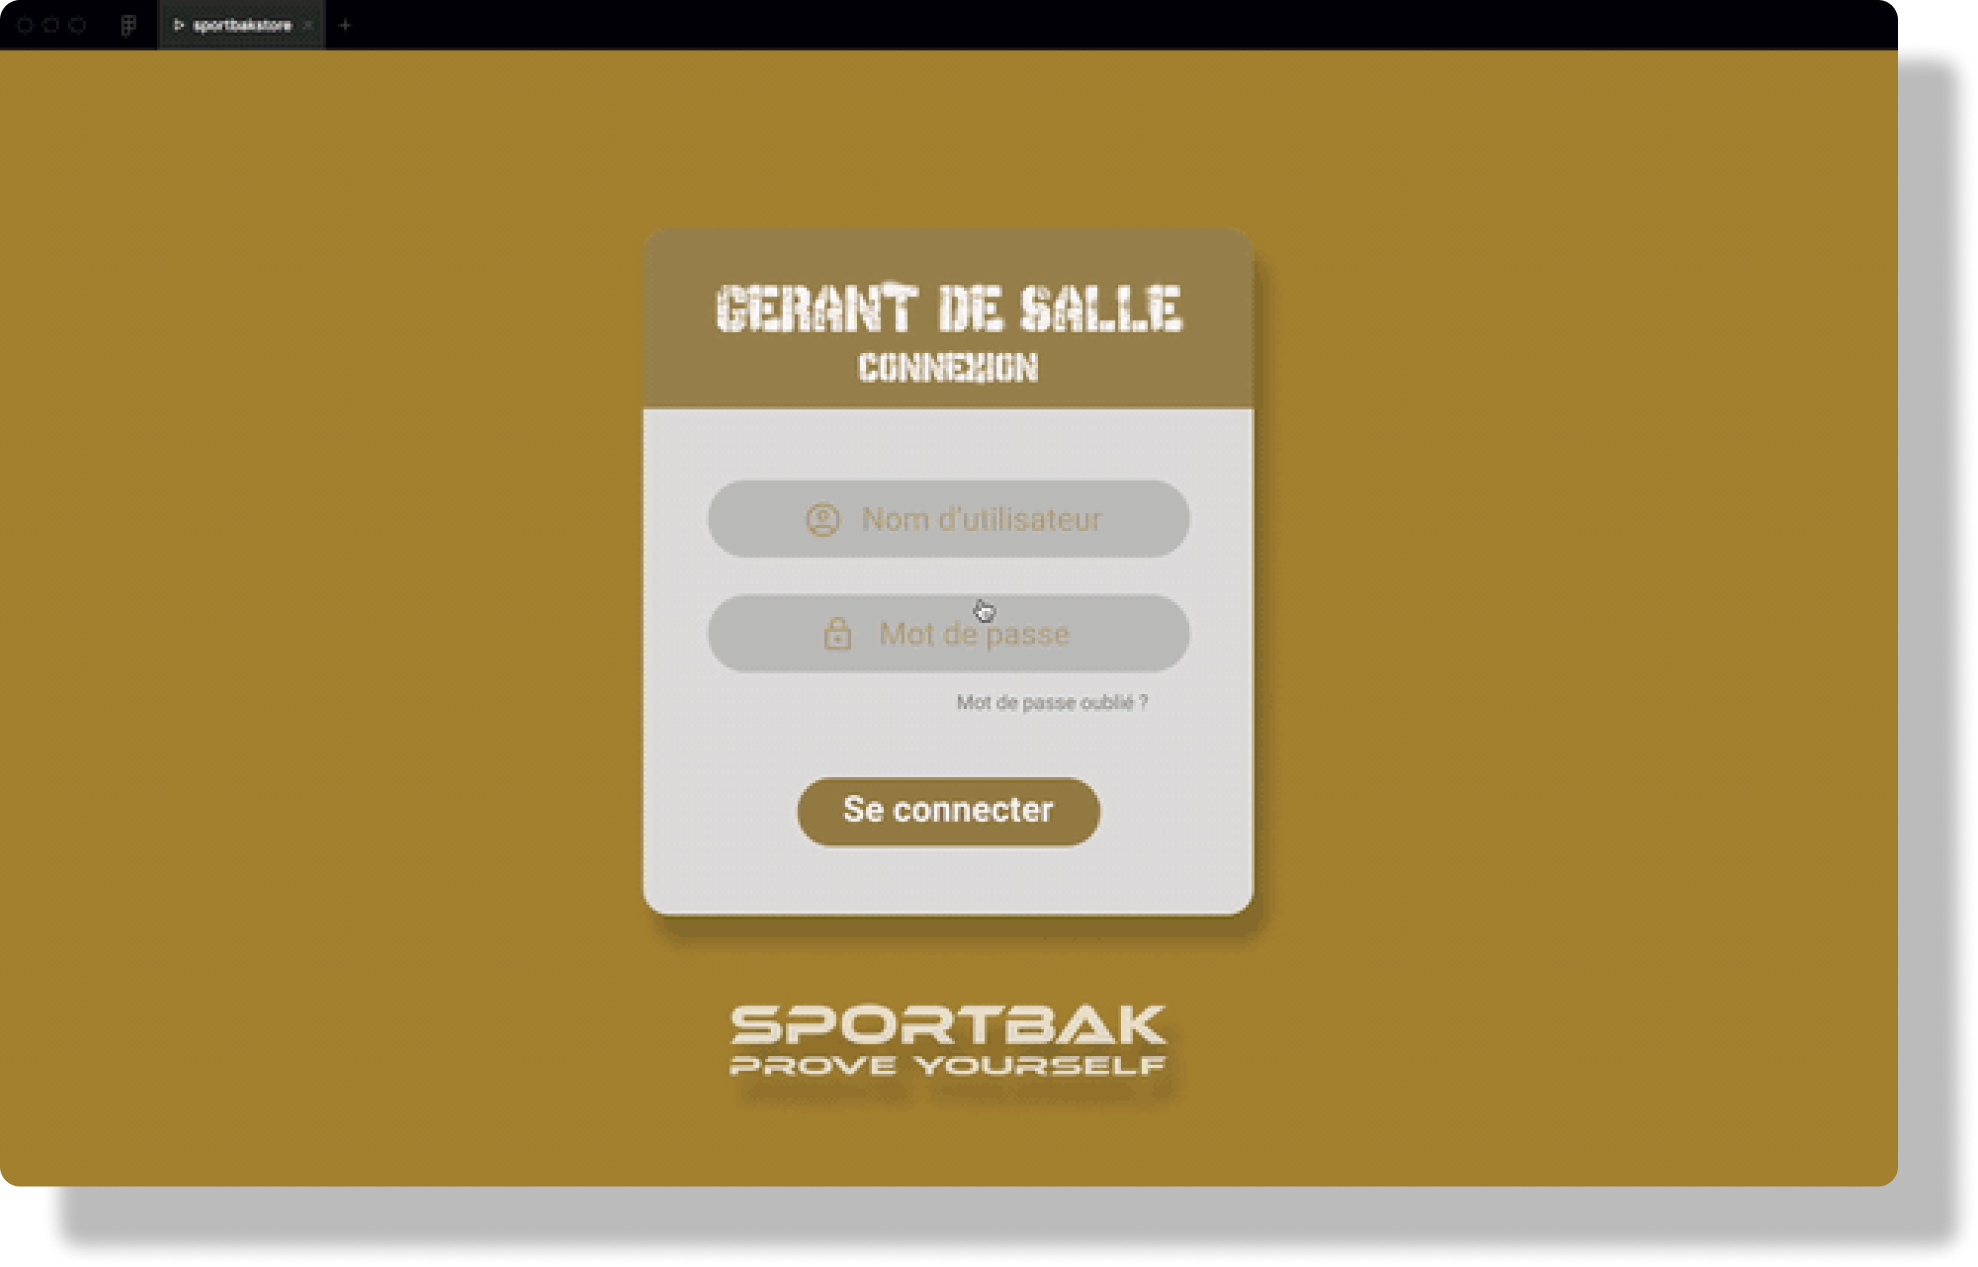 sportbakstore
GERANT DE SALLE
CONNEXION
Nom d'utilisateur
Mot de passe
Mot de passe oublié ?
Se connecter
SPORTBAK
PROVE YOURSELF